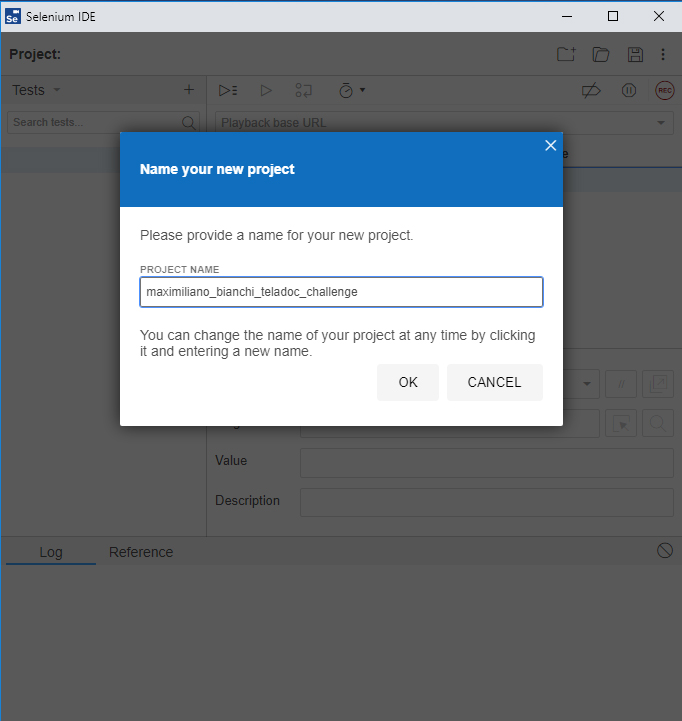 Se Selenium IDE
Project:
Tests
Search tests...
REC
Playback base URL
Name your new project
Please provide a name for your new project.
PROJECT NAME
maximiliano_bianchi_teladoc_challenge
You can change the name of your project at any time by clicking
it and entering a new name.
OK CANCEL
//
Value
Description
Log Reference